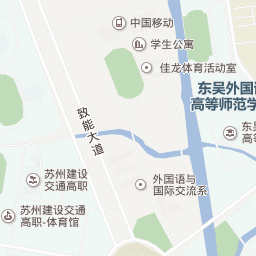 中国移动
学生公寓
佳龙体育活动室
东吴外国语
高等师范学
致能大道
东吴
高等
苏州建设
交通高职
外国语与
国际交流系
苏州建设交通
高职-体育馆